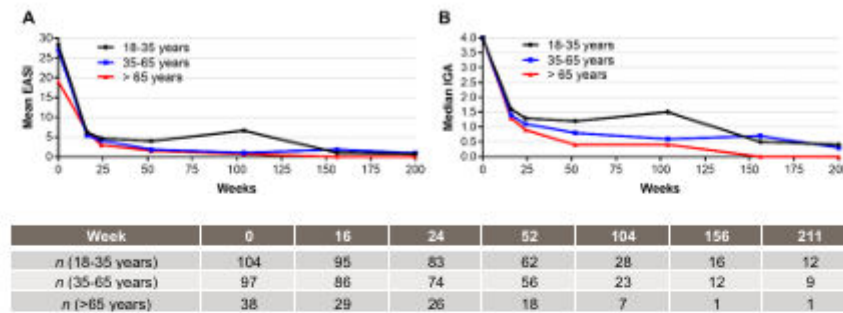 A
B
30
25
20
15
10
5
0
Mean EASI
18-35 years
35-65 years
> 65 years
0 25 50 75 100 125 150 175 200
Weeks
4.0
3.5
3.0
2.5
2.0
1.5
1.0
0.5
0.0
Median IGA
18-35 years
35-65 years
> 65 years
0 25 50 75 100 125 150 175 200
Weeks
Week 0 16 24 52 104 156 211
n (18-35 years) 104 95 83 62 28 16 12
n (35-65 years) 97 86 74 56 23 12 9
n (>65 years) 38 29 26 18 7 1 1